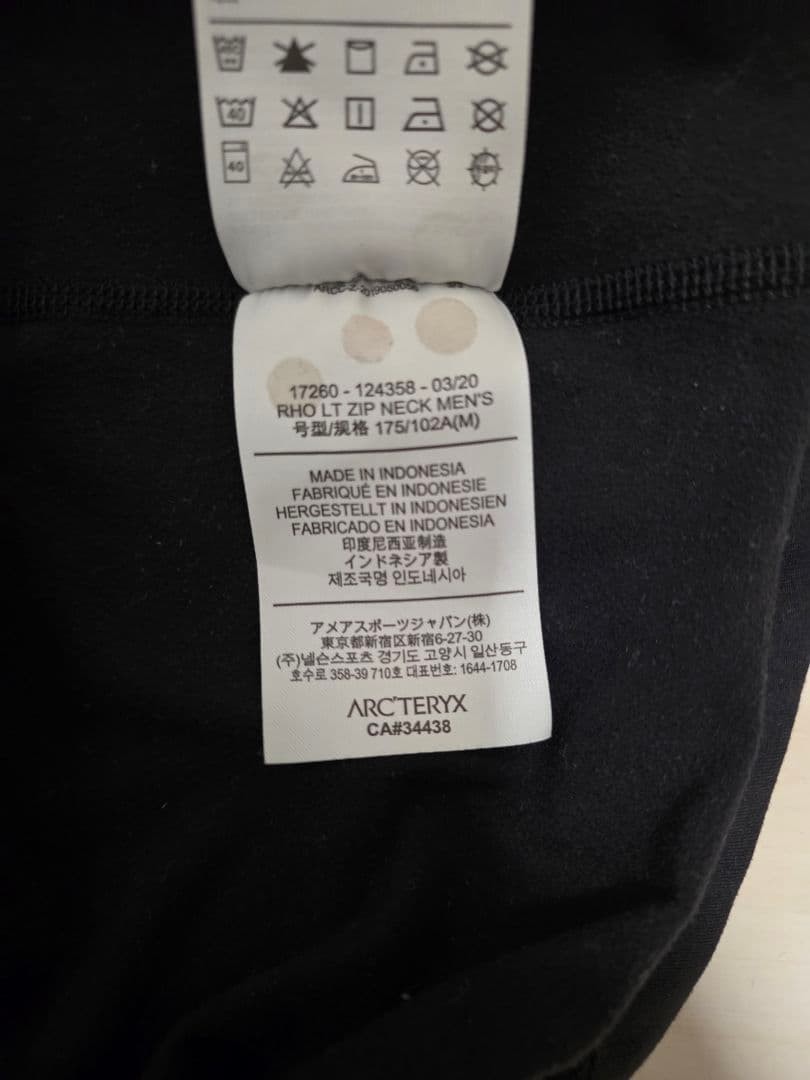 40
40
17260 - 124358 - 03/20
RHO LT ZIP NECK MEN'S
号型/规格 175/102A(M)
MADE IN INDONESIA
FABRIQUÉ EN INDONESIE
HERGESTELLT IN INDONESIEN
FABRICADO EN INDONESIA
印度尼西亚制造
インドネシア製
제조국명 인도네시아
アメアスポーツジャパン(株)
東京都新宿区新宿6-27-30
(주)넬슨스포츠 경기도 고양시 일산동구
호수로 358-39 710호 대표번호: 1644-1708
ARC'TERYX
CA#34438